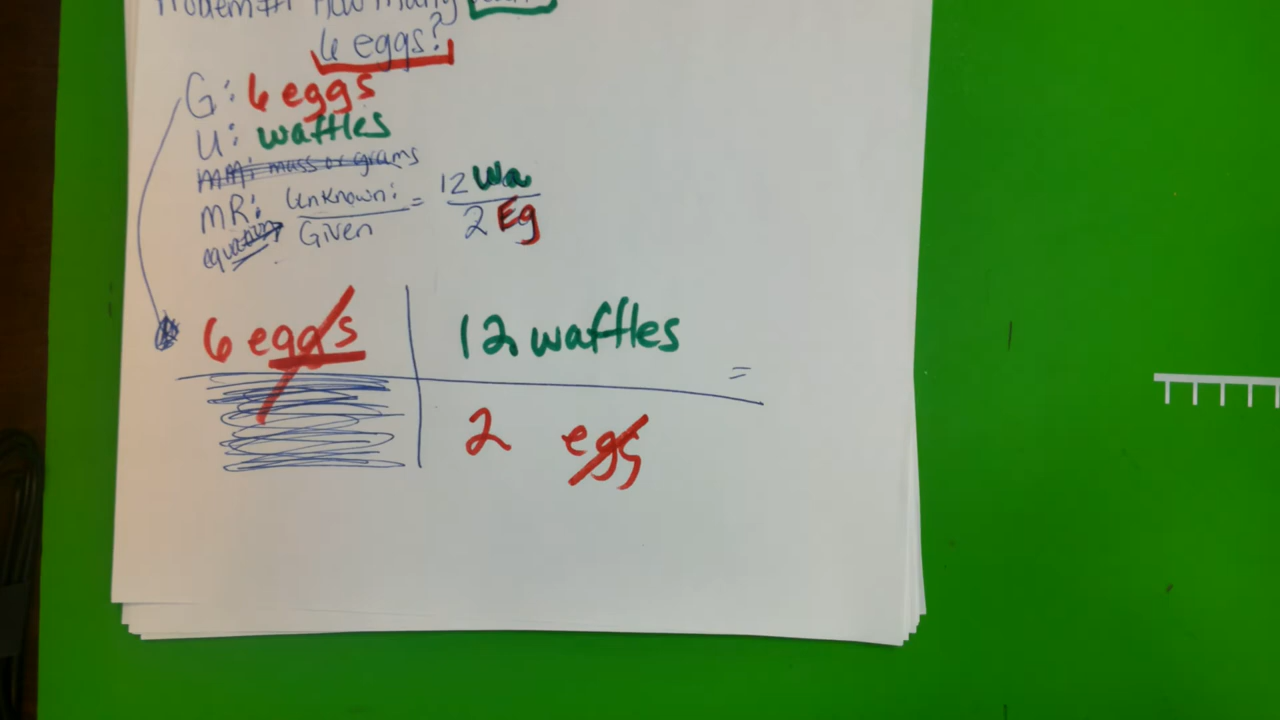 How many
6 eggs?
G: 6 eggs
U: waffles
MM: mass or grams
MR: Unknown: = 12 Wa
equation Given 2 Eg
6 eggs 12 waffles =
2 egs